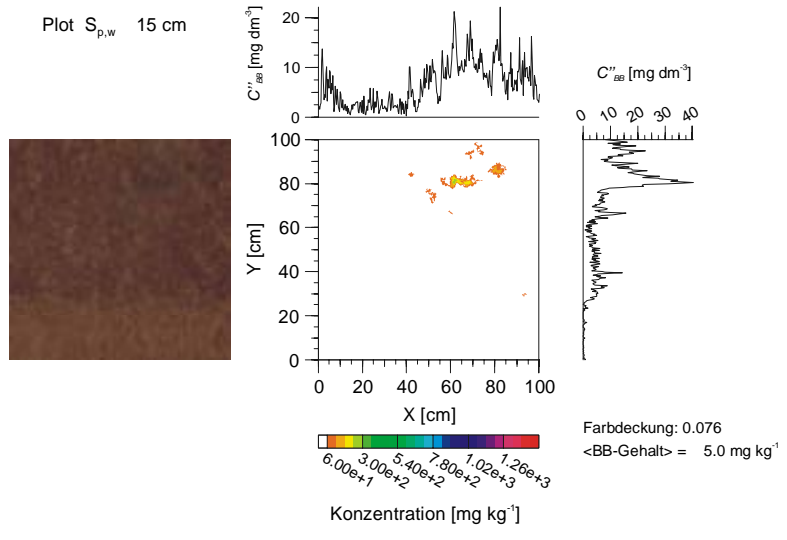 Plot S_p,w 15 cm
C''_BB [mg dm⁻³]
20
10
0
C''_BB [mg dm⁻³]
0 10 20 30 40
Y [cm]
100
80
60
40
20
0
0 20 40 60 80 100
X [cm]
6.00e+1 3.00e+2 5.40e+2 7.80e+2 1.02e+3 1.26e+3
Konzentration [mg kg⁻¹]
Farbdeckung: 0.076
<BB-Gehalt> = 5.0 mg kg⁻¹